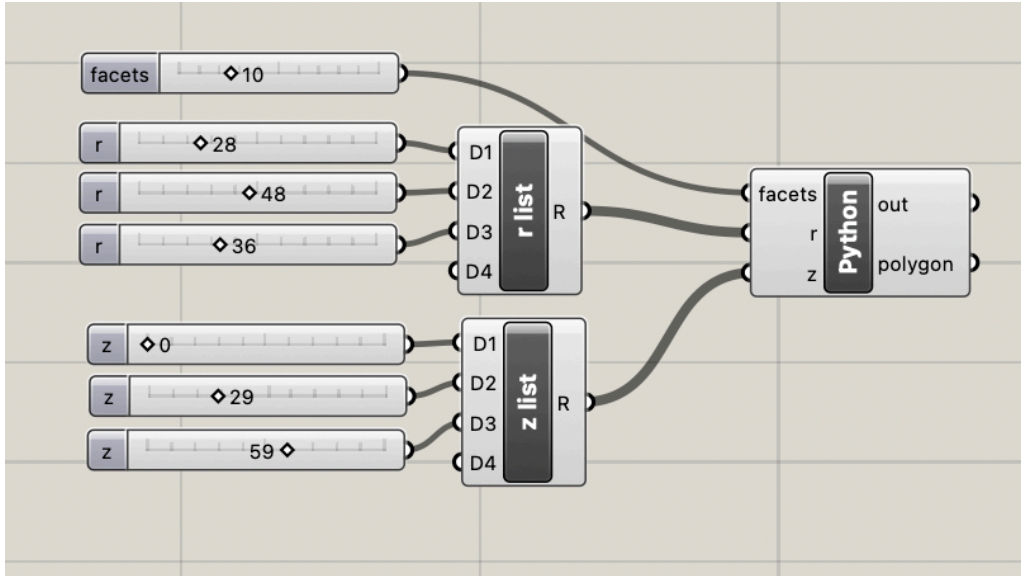 facets 10
r 28
r 48
r 36
D1
D2
D3
D4
r list
R
z 0
z 29
z 59
D1
D2
D3
D4
z list
R
facets
r
z
Python
out
polygon